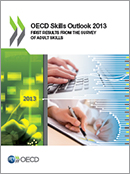 OECD Skills Outlook 2013
FIRST RESULTS FROM THE SURVEY
OF ADULT SKILLS
2013
OECD